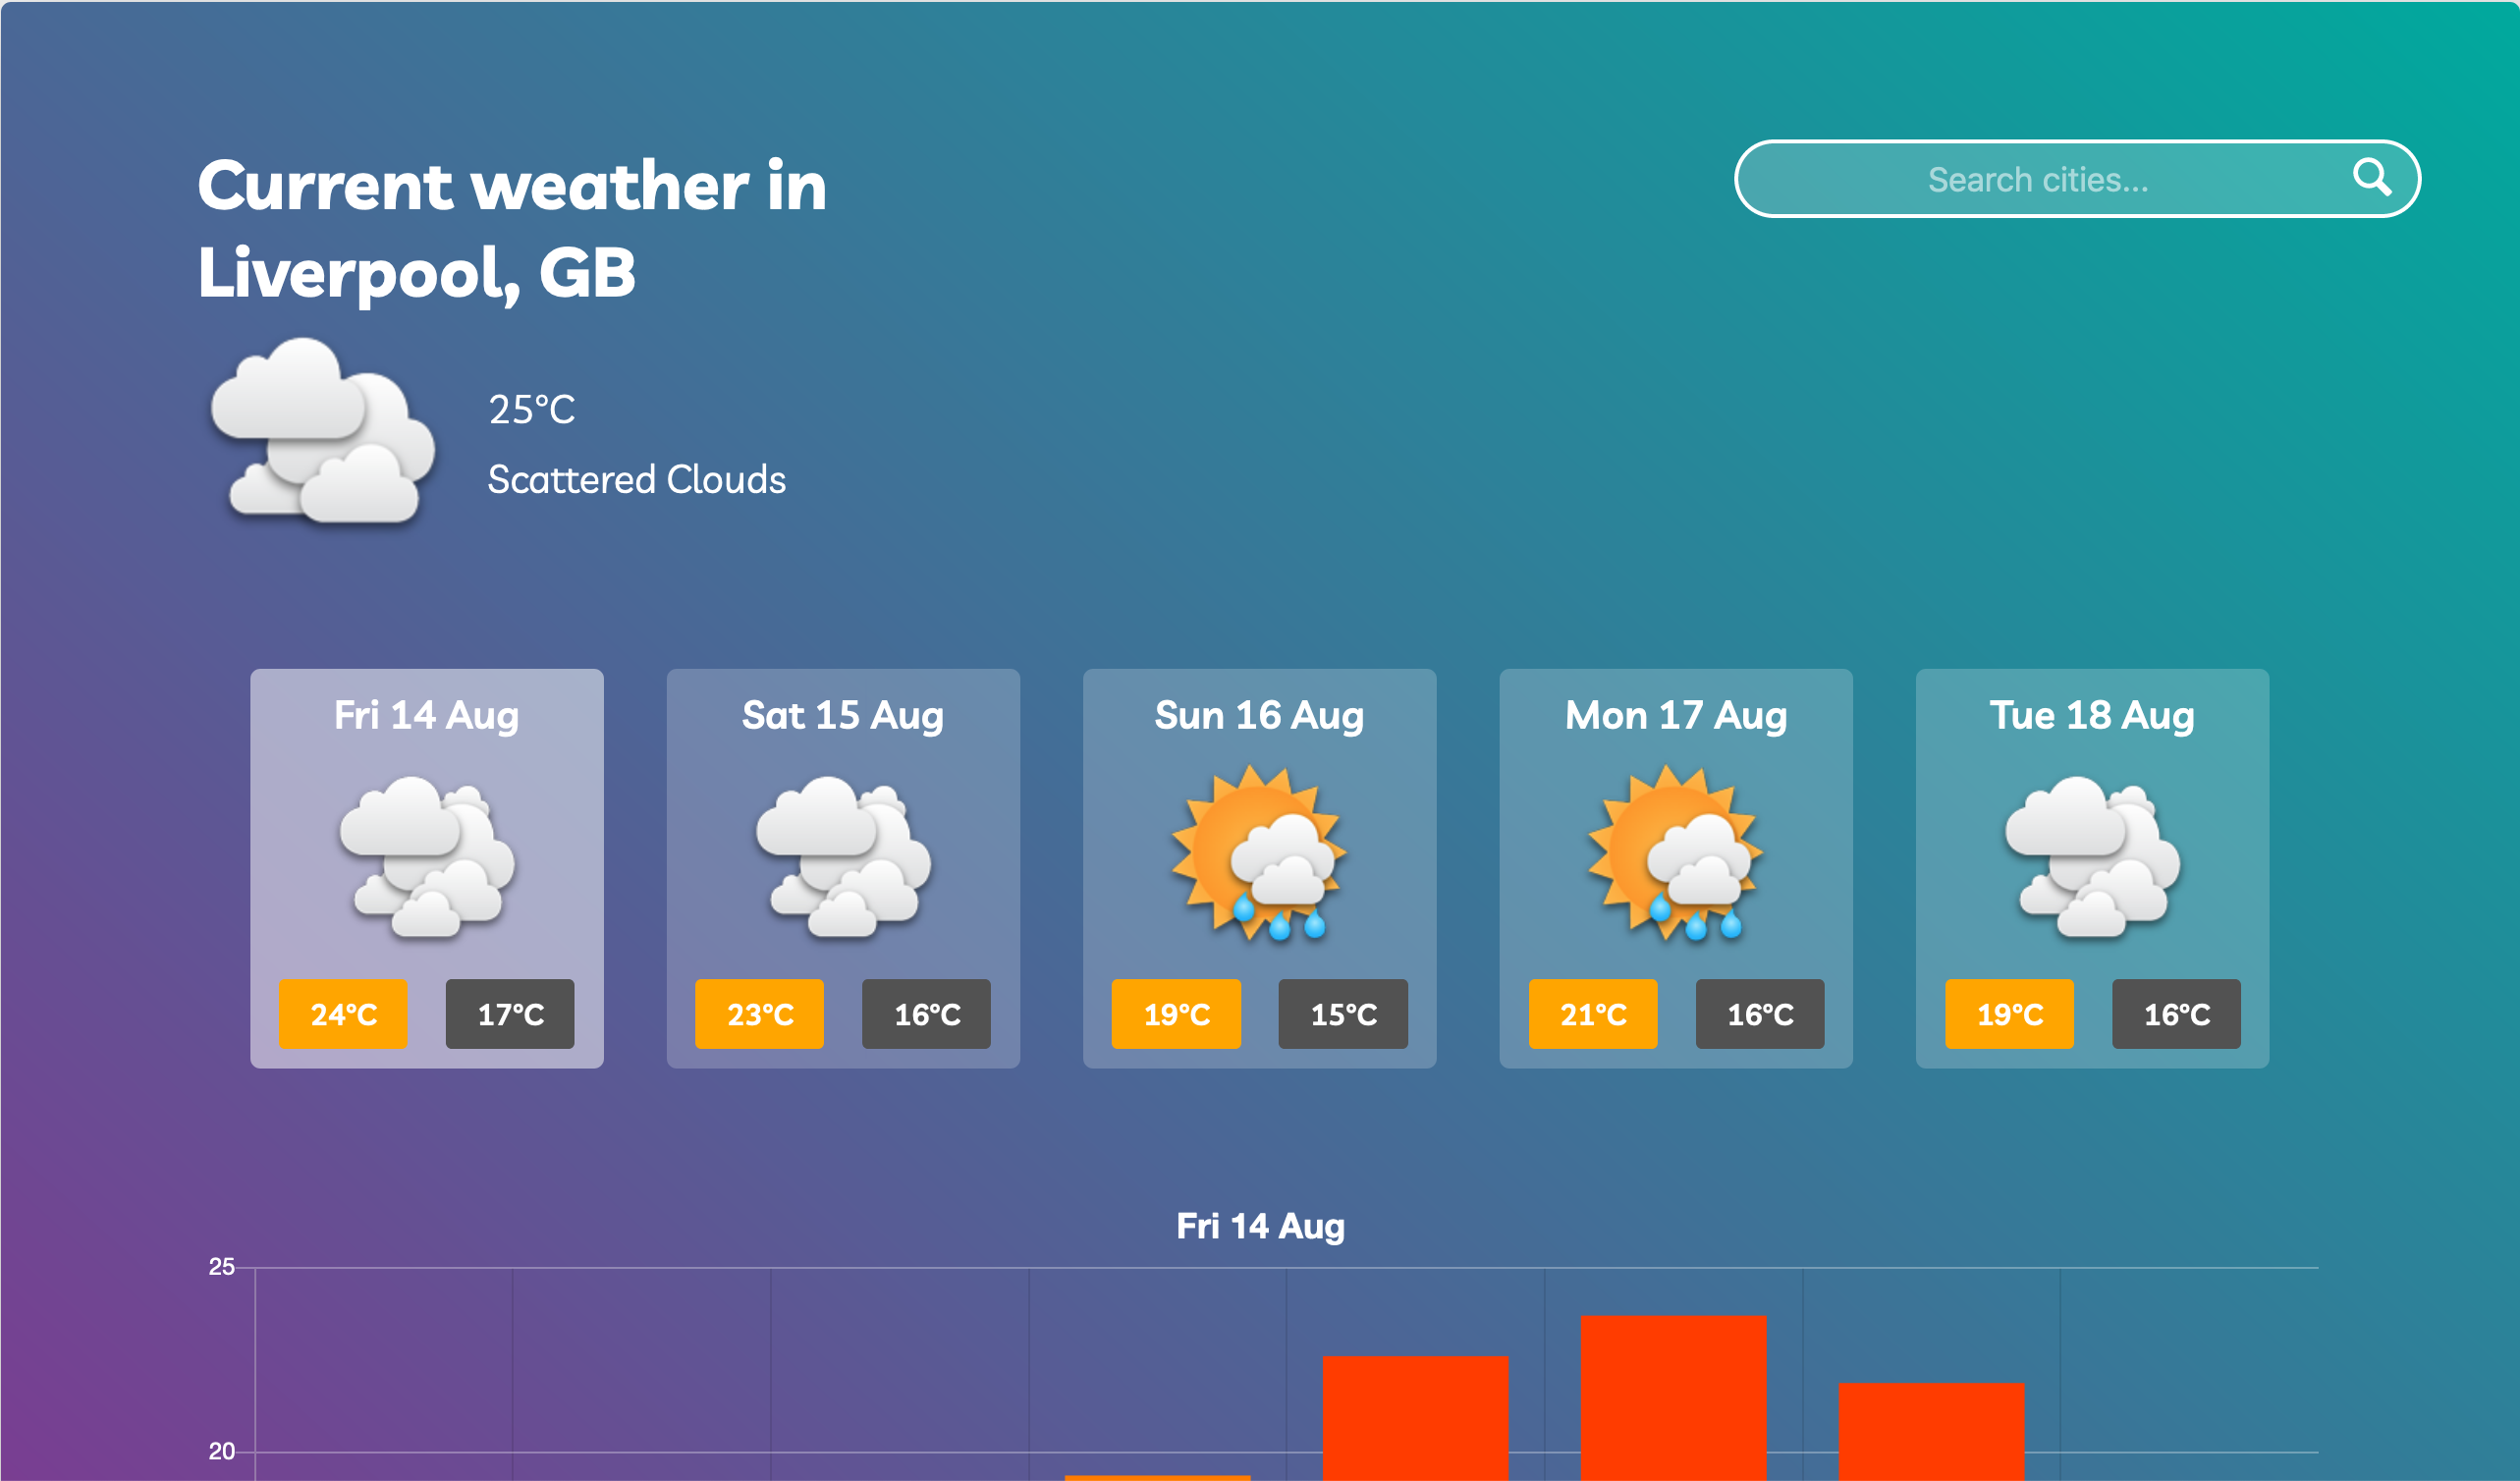 Current weather in
Liverpool, GB
Search cities...
25°C
Scattered Clouds
Fri 14 Aug
24°C 17°C
Sat 15 Aug
23°C 16°C
Sun 16 Aug
19°C 15°C
Mon 17 Aug
21°C 16°C
Tue 18 Aug
19°C 16°C
Fri 14 Aug
25
20